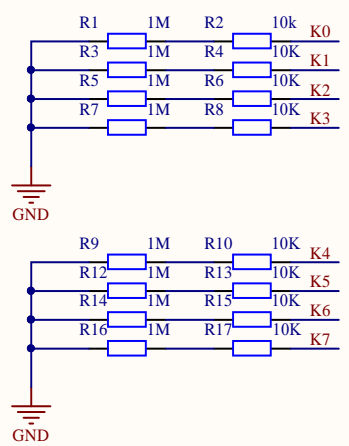 R1 1M R2 10k K0
R3 1M R4 10K K1
R5 1M R6 10K K2
R7 1M R8 10K K3
GND
R9 1M R10 10K K4
R12 1M R13 10K K5
R14 1M R15 10K K6
R16 1M R17 10K K7
GND